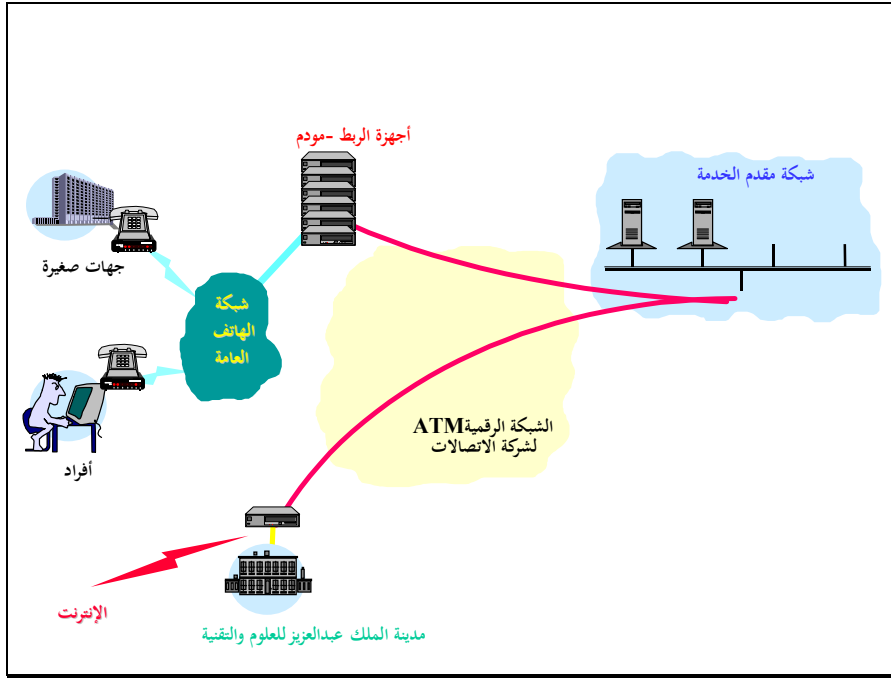 أجهزة الربط -مودم
شبكة مقدم الخدمة
جهات صغيرة
شبكة
الهاتف
العامة
الشبكة الرقميةATM
لشركة الاتصالات
أفراد
الإنترنت
مدينة الملك عبدالعزيز للعلوم والتقنية